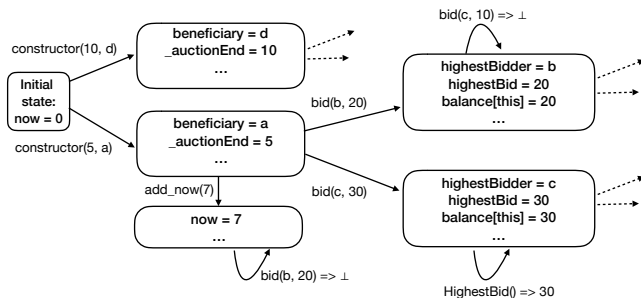 constructor(10, d)
Initial
state:
now = 0
constructor(5, a)
beneficiary = d
_auctionEnd = 10
...
beneficiary = a
_auctionEnd = 5
...
add_now(7)
now = 7
...
bid(b, 20) => ⊥
bid(b, 20)
bid(c, 30)
bid(c, 10) => ⊥
highestBidder = b
highestBid = 20
balance[this] = 20
...
highestBidder = c
highestBid = 30
balance[this] = 30
...
HighestBid() => 30